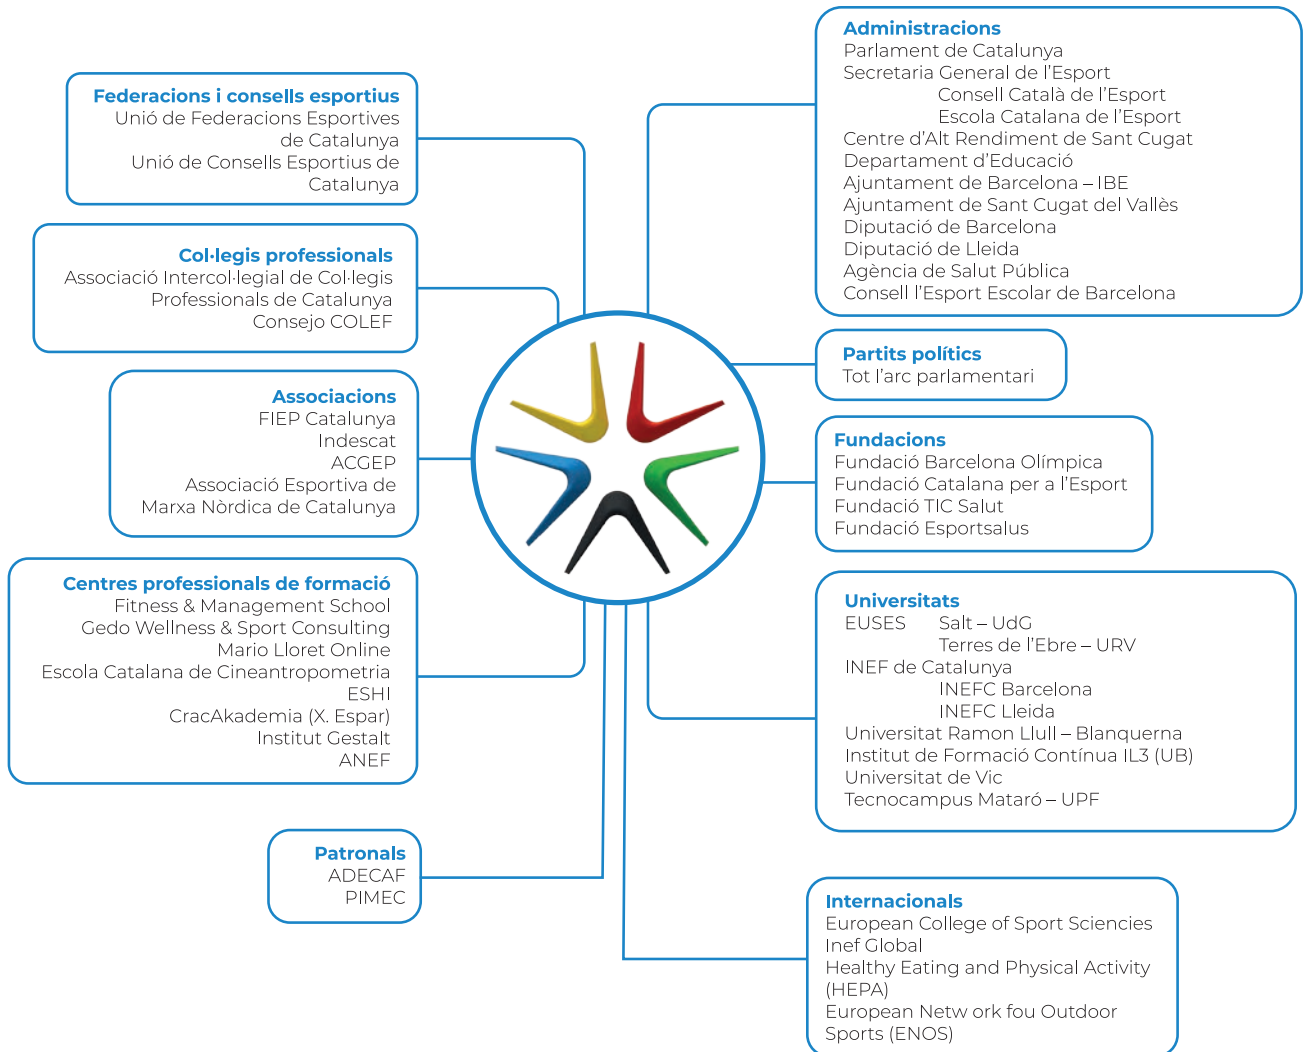 Federacions i consells esportius
Unió de Federacions Esportives
de Catalunya
Unió de Consells Esportius de
Catalunya
Col·legis professionals
Associació Intercol·legial de Col·legis
Professionals de Catalunya
Consejo COLEF
Associacions
FIEP Catalunya
Indescat
ACGEP
Associació Esportiva de
Marxa Nòrdica de Catalunya
Centres professionals de formació
Fitness & Management School
Gedo Wellness & Sport Consulting
Mario Lloret Online
Escola Catalana de Cineantropometria
ESHI
CracAkademia (X. Espar)
Institut Gestalt
ANEF
Patronals
ADECAF
PIMEC
Administracions
Parlament de Catalunya
Secretaria General de l'Esport
Consell Català de l'Esport
Escola Catalana de l'Esport
Centre d'Alt Rendiment de Sant Cugat
Departament d'Educació
Ajuntament de Barcelona – IBE
Ajuntament de Sant Cugat del Vallès
Diputació de Barcelona
Diputació de Lleida
Agència de Salut Pública
Consell l'Esport Escolar de Barcelona
Partits polítics
Tot l'arc parlamentari
Fundacions
Fundació Barcelona Olímpica
Fundació Catalana per a l'Esport
Fundació TIC Salut
Fundació Esportsalus
Universitats
EUSES Salt – UdG
Terres de l'Ebre – URV
INEF de Catalunya
INEFC Barcelona
INEFC Lleida
Universitat Ramon Llull – Blanquerna
Institut de Formació Contínua IL3 (UB)
Universitat de Vic
Tecnocampus Mataró – UPF
Internacionals
European College of Sport Sciences
Inef Global
Healthy Eating and Physical Activity
(HEPA)
European Netw ork fou Outdoor
Sports (ENOS)